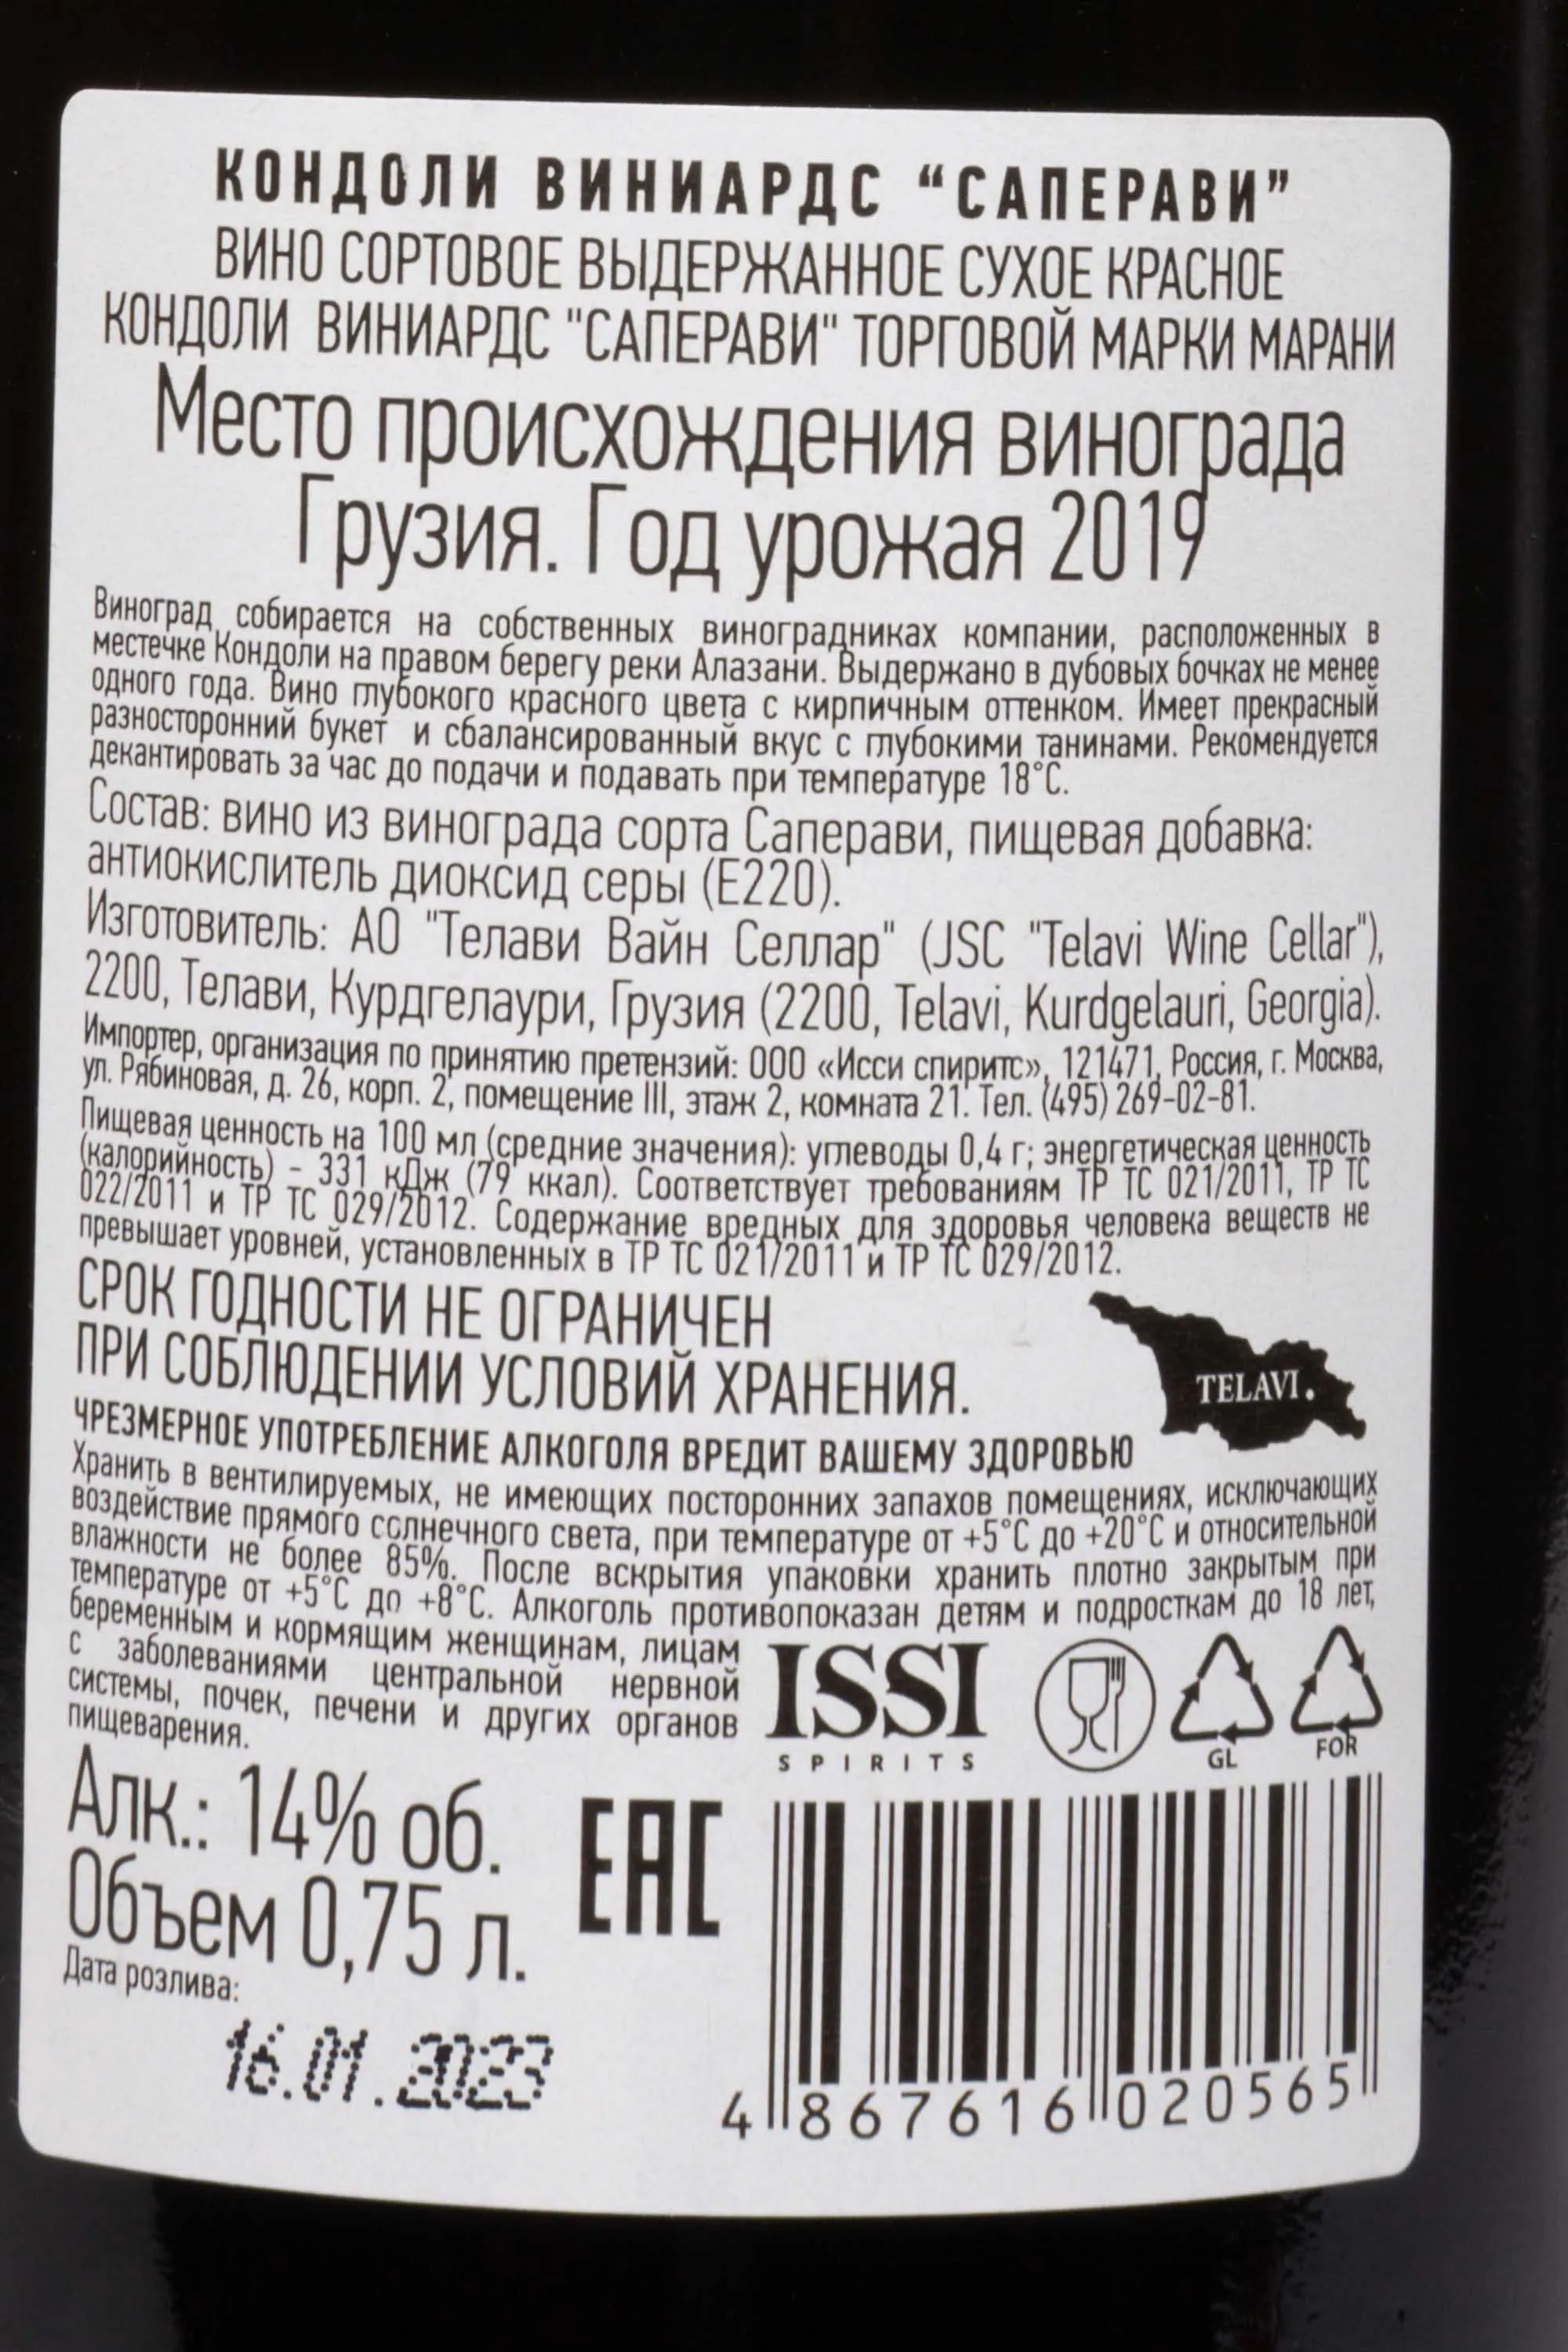 КОНДОЛИ ВИНИАРДС “САПЕРАВИ”
ВИНО СОРТОВОЕ ВЫДЕРЖАННОЕ СУХОЕ КРАСНОЕ
КОНДОЛИ ВИНИАРДС "САПЕРАВИ" ТОРГОВОЙ МАРКИ МАРАНИ
Место происхождения винограда
Грузия. Год урожая 2019
Виноград собирается на собственных виноградниках компании, расположенных в
местечке Кондоли на правом берегу реки Алазани. Выдержано в дубовых бочках не менее
одного года. Вино глубокого красного цвета с кирпичным оттенком. Имеет прекрасный
разносторонний букет и сбалансированный вкус с глубокими танинами. Рекомендуется
декантировать за час до подачи и подавать при температуре 18°С.
Состав: вино из винограда сорта Саперави, пищевая добавка:
антиокислитель диоксид серы (Е220).
Изготовитель: АО "Телави Вайн Селлар" (JSC "Telavi Wine Cellar"),
2200, Телави, Курдгелаури, Грузия (2200, Telavi, Kurdgelauri, Georgia).
Импортер, организация по принятию претензий: ООО «Исси спиритс», 121471, Россия, г. Москва,
ул. Рябиновая, д. 26, корп. 2, помещение III, этаж 2, комната 21. Тел. (495) 269-02-81.
Пищевая ценность на 100 мл (средние значения): углеводы 0,4 г; энергетическая ценность
(калорийность) - 331 кДж (79 ккал). Соответствует требованиям ТР ТС 021/2011, ТР ТС
022/2011 и ТР ТС 029/2012. Содержание вредных для здоровья человека веществ не
превышает уровней, установленных в ТР ТС 021/2011 и ТР ТС 029/2012.
СРОК ГОДНОСТИ НЕ ОГРАНИЧЕН
ПРИ СОБЛЮДЕНИИ УСЛОВИЙ ХРАНЕНИЯ.
TELAVI.
ЧРЕЗМЕРНОЕ УПОТРЕБЛЕНИЕ АЛКОГОЛЯ ВРЕДИТ ВАШЕМУ ЗДОРОВЬЮ
Хранить в вентилируемых, не имеющих посторонних запахов помещениях, исключающих
воздействие прямого солнечного света, при температуре от +5°С до +20°С и относительной
влажности не более 85%. После вскрытия упаковки хранить плотно закрытым при
температуре от +5°С до +8°С. Алкоголь противопоказан детям и подросткам до 18 лет,
беременным и кормящим женщинам, лицам
с заболеваниями центральной нервной
системы, почек, печени и других органов
пищеварения.
ISSI
SPIRITS
GL
FOR
Алк.: 14% об.
Объем 0,75 л.
EAC
Дата розлива:
16.01.2023
4 867616 020565